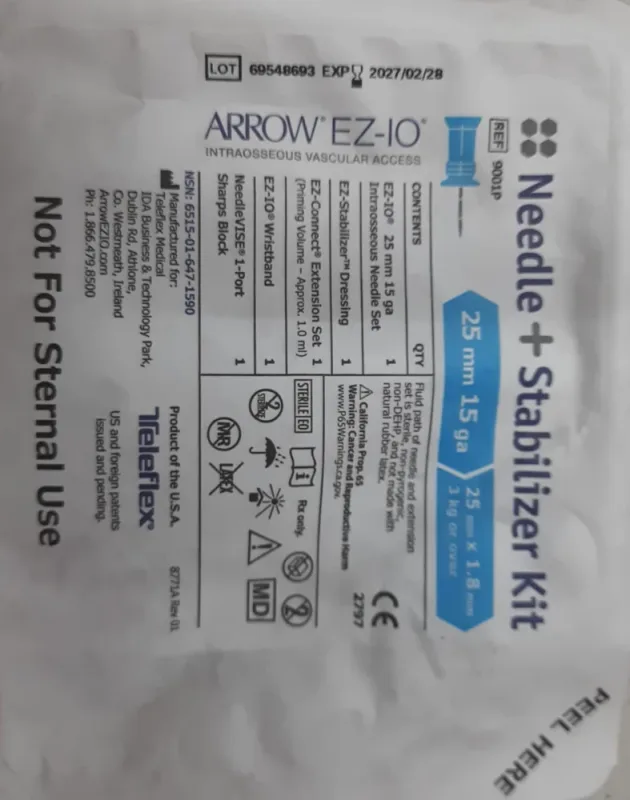 Needle + Stabilizer Kit
REF 9001P
25 mm 15 ga
25 mm x 1.8 mm
3 kg or over
LOT 69548693 EXP 2027/02/28
ARROW® EZ-IO®
INTRAOSSEOUS VASCULAR ACCESS
CONTENTS QTY
EZ-IO® 25 mm 15 ga
Intraosseous Needle Set 1
EZ-Stabilizer™ Dressing 1
EZ-Connect® Extension Set 1
(Priming Volume – Approx. 1.0 ml)
EZ-IO® Wristband 1
NeedleVISE® 1-Port 1
Sharps Block
Fluid path of needle and extension
set is sterile, non-pyrogenic,
non-DEHP, and not made with
natural rubber latex.
⚠ California Prop.65
Warning: Cancer and Reproductive Harm
www.P65Warnings.ca.gov.
CE
2797
STERILE EO
Rx only.
2
STERILIZE
MR
LATEX
MD
NSN: 6515-01-647-1590
Manufactured for:
Teleflex Medical
IDA Business & Technology Park,
Dublin Rd, Athlone,
Co. Westmeath, Ireland
ArrowEZIO.com
Ph: 1.866.479.8500
Product of the U.S.A.
Teleflex®
US and foreign patents
issued and pending.
8771A Rev 01
Not For Sternal Use
PEEL HERE